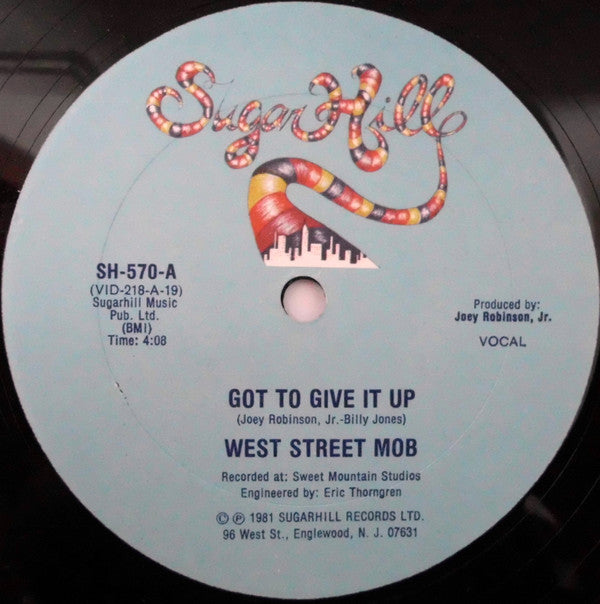 Sugar Hill
SH-570-A
(VID-218-A-19)
Sugarhill Music
Pub. Ltd.
(BMI)
Time: 4:08
Produced by:
Joey Robinson, Jr.
VOCAL
GOT TO GIVE IT UP
(Joey Robinson, Jr.-Billy Jones)
WEST STREET MOB
Recorded at: Sweet Mountain Studios
Engineered by: Eric Thorngren
© ℗ 1981 SUGARHILL RECORDS LTD.
96 West St., Englewood, N. J. 07631